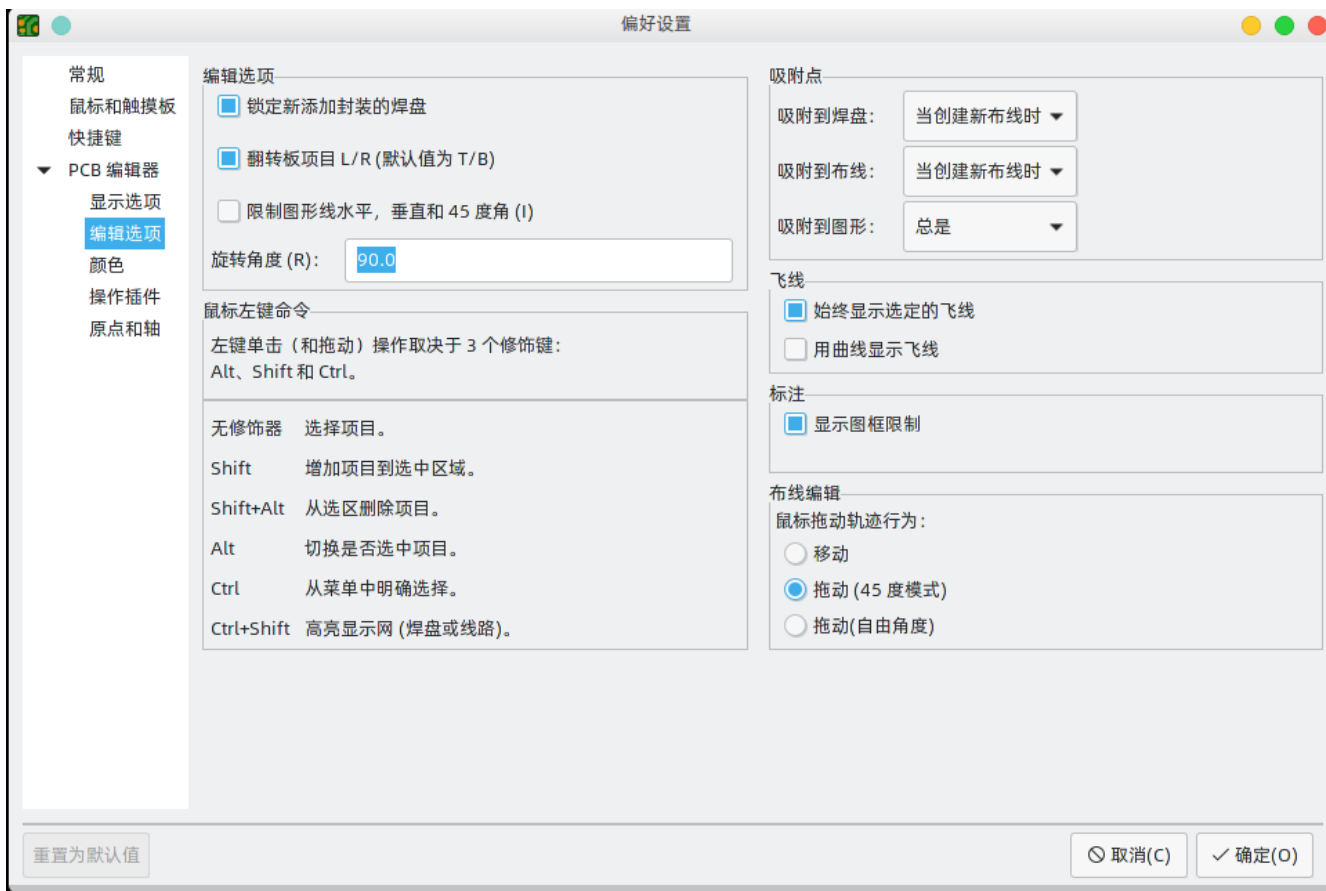 偏好设置
常规
鼠标和触摸板
快捷键
PCB 编辑器
显示选项
编辑选项
颜色
操作插件
原点和轴
编辑选项
锁定新添加封装的焊盘
翻转板项目 L/R (默认值为 T/B)
限制图形线水平，垂直和 45 度角 (I)
旋转角度 (R)：
90.0
鼠标左键命令
左键单击（和拖动）操作取决于 3 个修饰键：
Alt、Shift 和 Ctrl。
无修饰器 选择项目。
Shift 增加项目到选中区域。
Shift+Alt 从选区删除项目。
Alt 切换是否选中项目。
Ctrl 从菜单中明确选择。
Ctrl+Shift 高亮显示网 (焊盘或线路)。
吸附点
吸附到焊盘： 当创建新布线时
吸附到布线： 当创建新布线时
吸附到图形： 总是
飞线
始终显示选定的飞线
用曲线显示飞线
标注
显示图框限制
布线编辑
鼠标拖动轨迹行为：
移动
拖动 (45 度模式)
拖动(自由角度)
重置为默认值
取消(C)
确定(O)